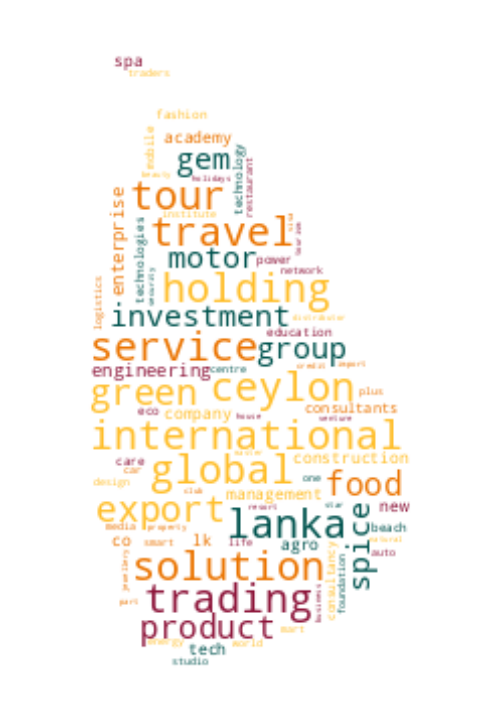 spa
traders
fashion
mobile
academy
gem
technology
beauty
holidays
restaurant
enterprise
tour
institute
technologies
travel
tourism
motor
power
security
network
logistics
holding
investment
distributor
education
service
group
engineering
centre
credit
import
green
ceylon
plus
eco
company
house
consultants
venture
international
care
car
global
construction
master
design
club
one
food
management
export
resort
star
new
lanka
spice
beach
media
property
co
smart
lk
life
agro
natural
auto
jewellery
solution
consultancy
foundation
part
trading
business
product
mart
energy
world
tech
studio